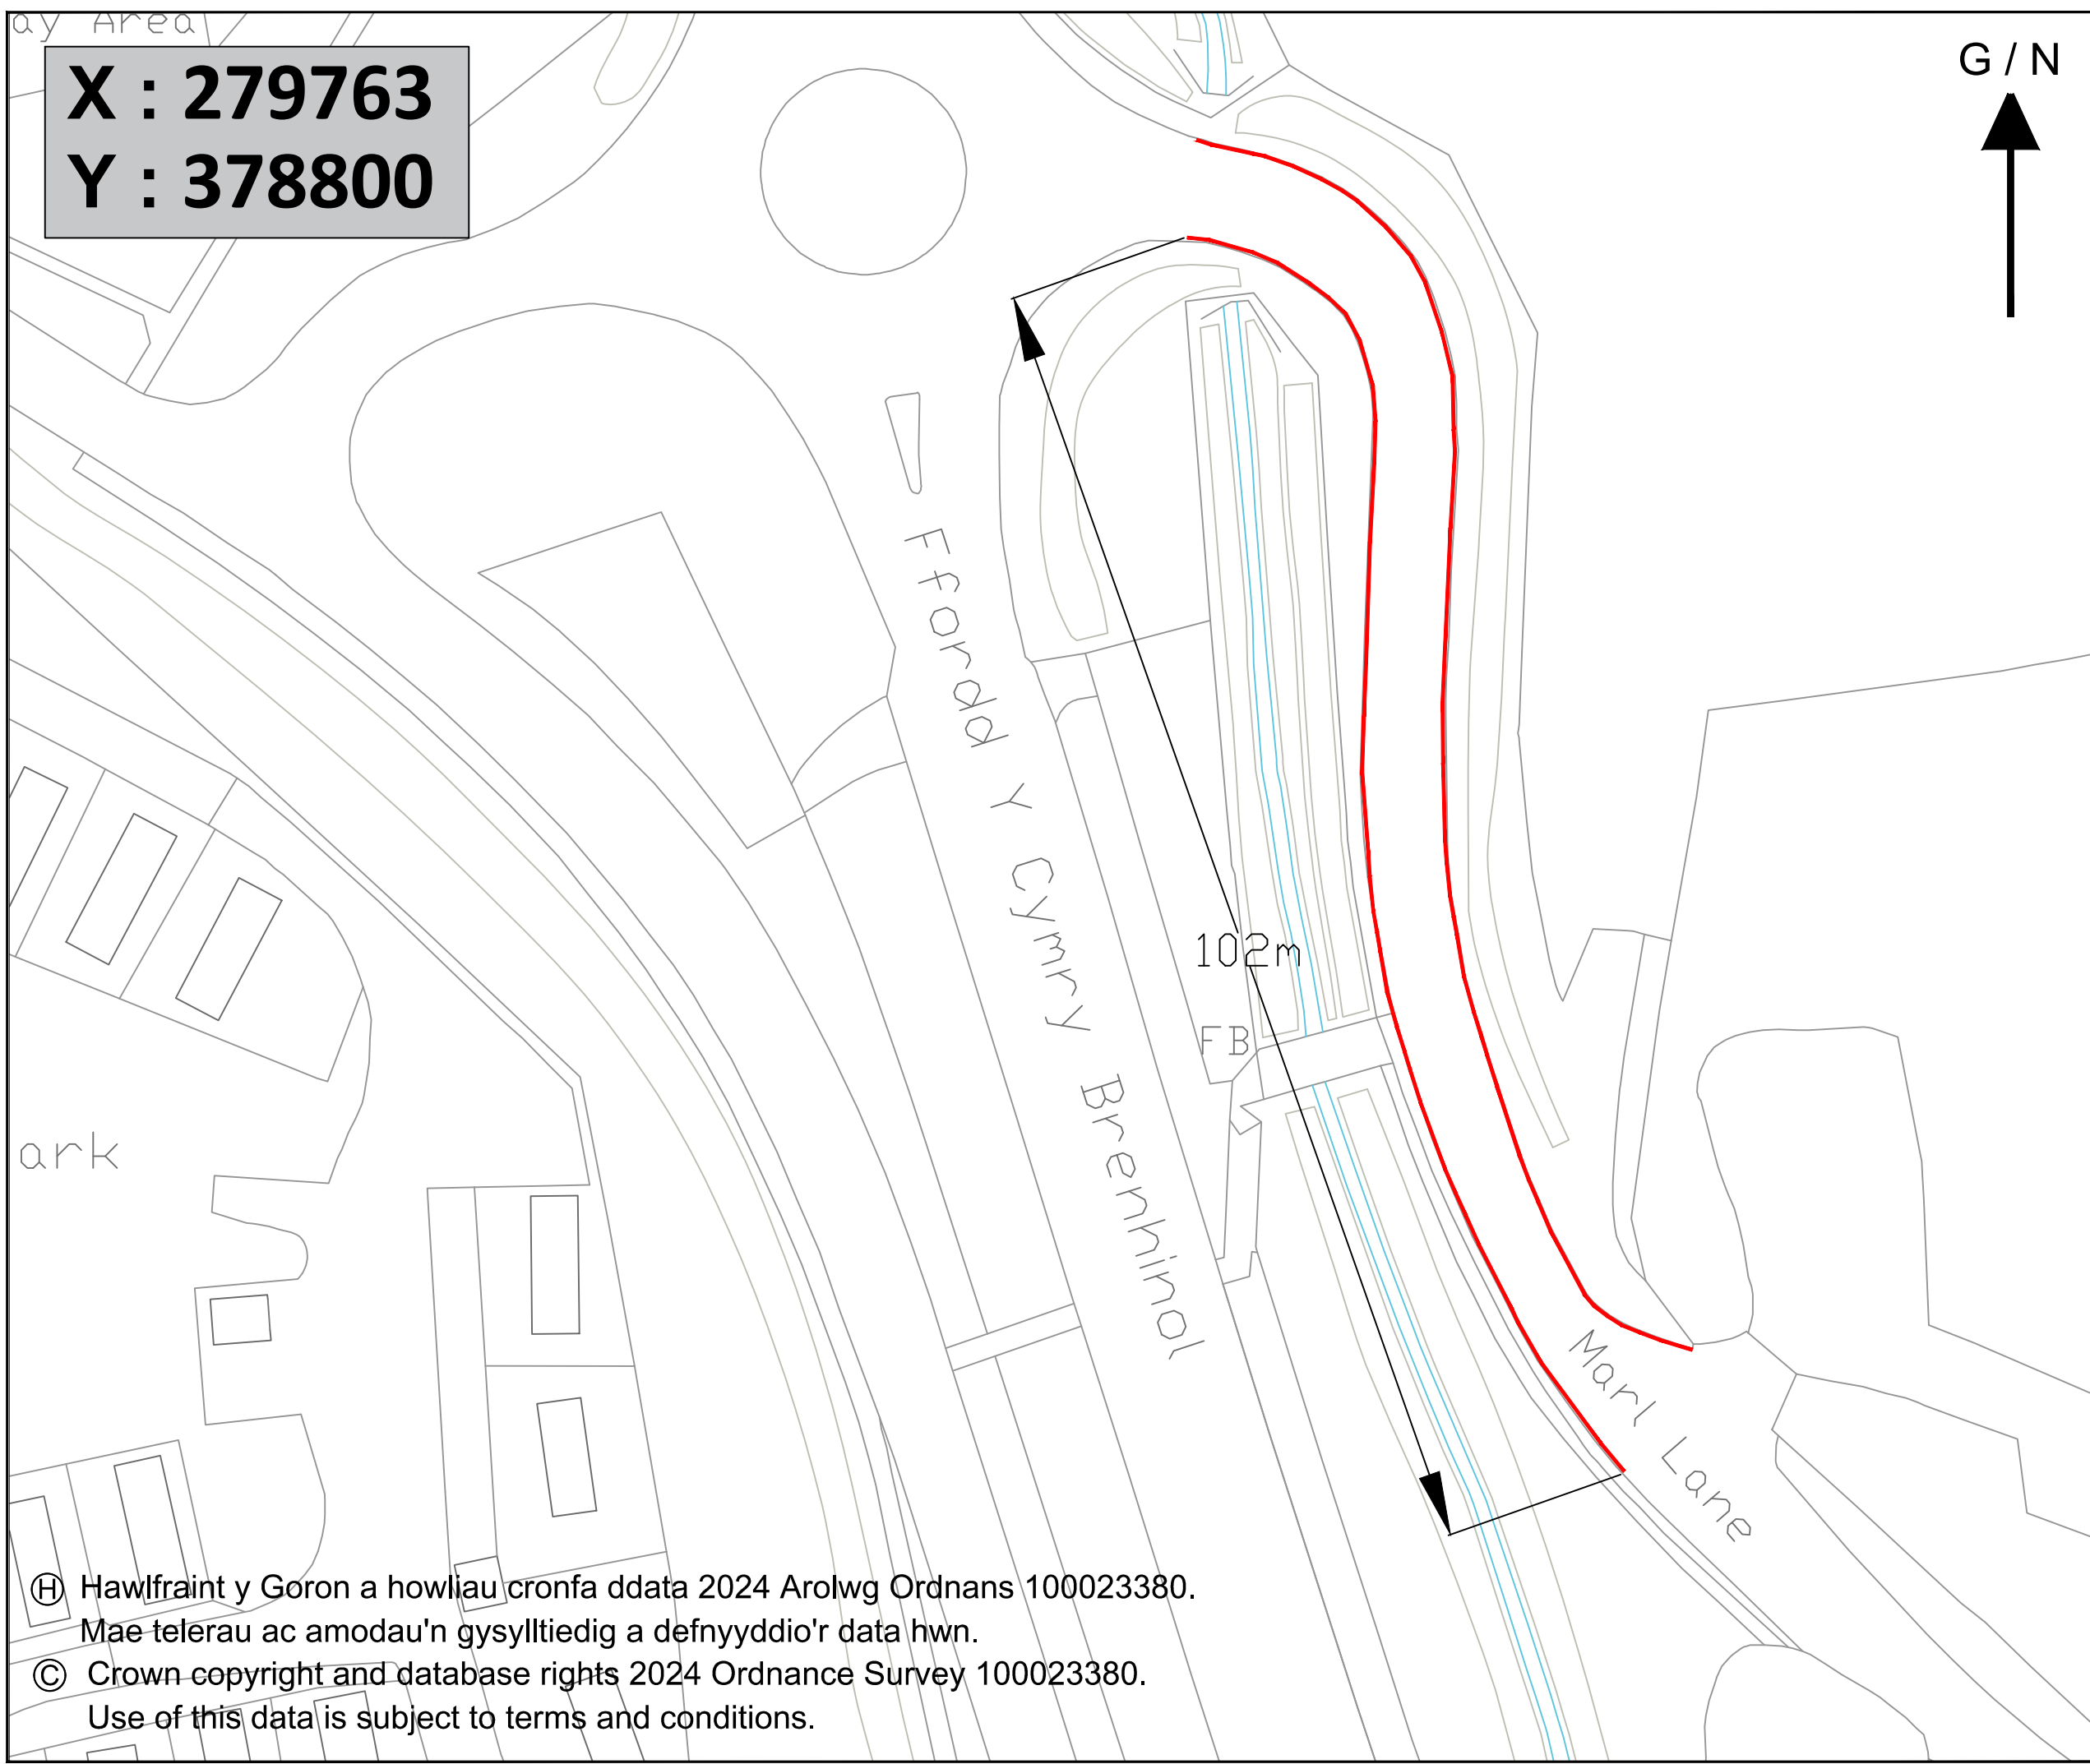 ay Area
X : 279763
Y : 378800
G / N
Ffordd Y Cymry Brenhinol
102m
FB
ark
Marl Lane
Ⓗ Hawlfraint y Goron a howliau cronfa ddata 2024 Arolwg Ordnans 100023380.
Mae telerau ac amodau'n gysylltiedig a defnyyddio'r data hwn.
© Crown copyright and database rights 2024 Ordnance Survey 100023380.
Use of this data is subject to terms and conditions.